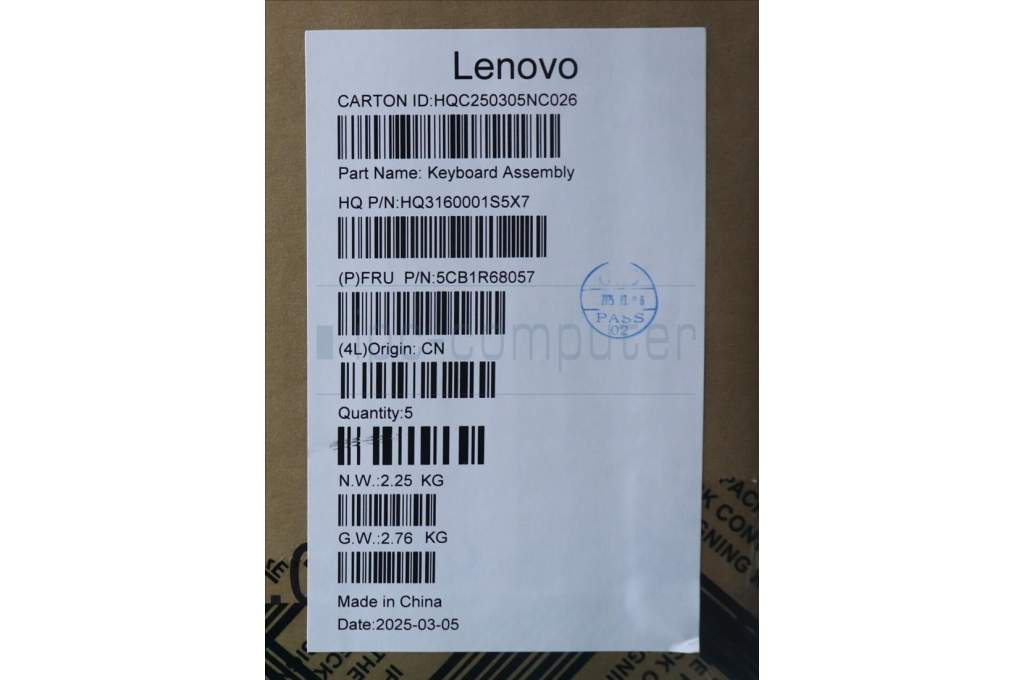 Lenovo
CARTON ID:HQC250305NC026
Part Name: Keyboard Assembly
HQ P/N:HQ3160001S5X7
(P)FRU P/N:5CB1R68057
PASS
02
computer
(4L)Origin: CN
Quantity:5
N.W.:2.25 KG
G.W.:2.76 KG
Made in China
Date:2025-03-05